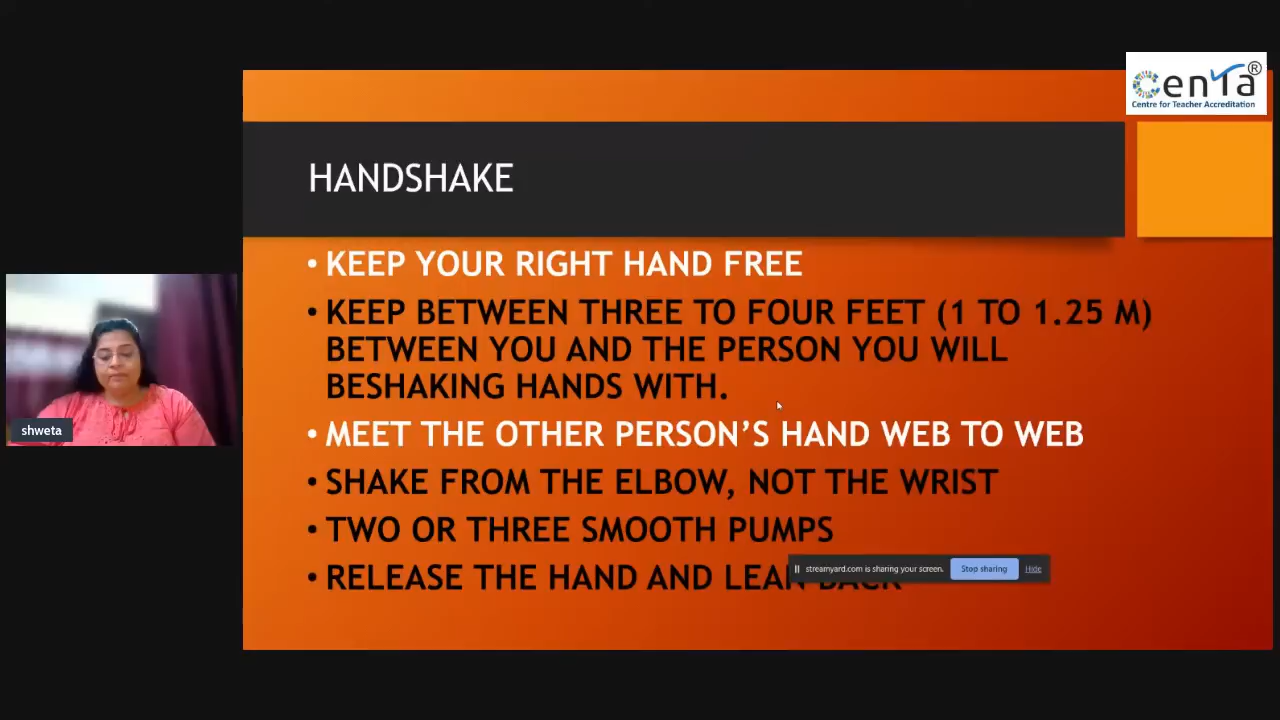 CENTA®
Centre for Teacher Accreditation
HANDSHAKE
• KEEP YOUR RIGHT HAND FREE
• KEEP BETWEEN THREE TO FOUR FEET (1 TO 1.25 M)
BETWEEN YOU AND THE PERSON YOU WILL
BESHAKING HANDS WITH.
• MEET THE OTHER PERSON'S HAND WEB TO WEB
• SHAKE FROM THE ELBOW, NOT THE WRIST
• TWO OR THREE SMOOTH PUMPS
• RELEASE THE HAND AND LEAN BACK
streamyard.com is sharing your screen. Stop sharing Hide
shweta